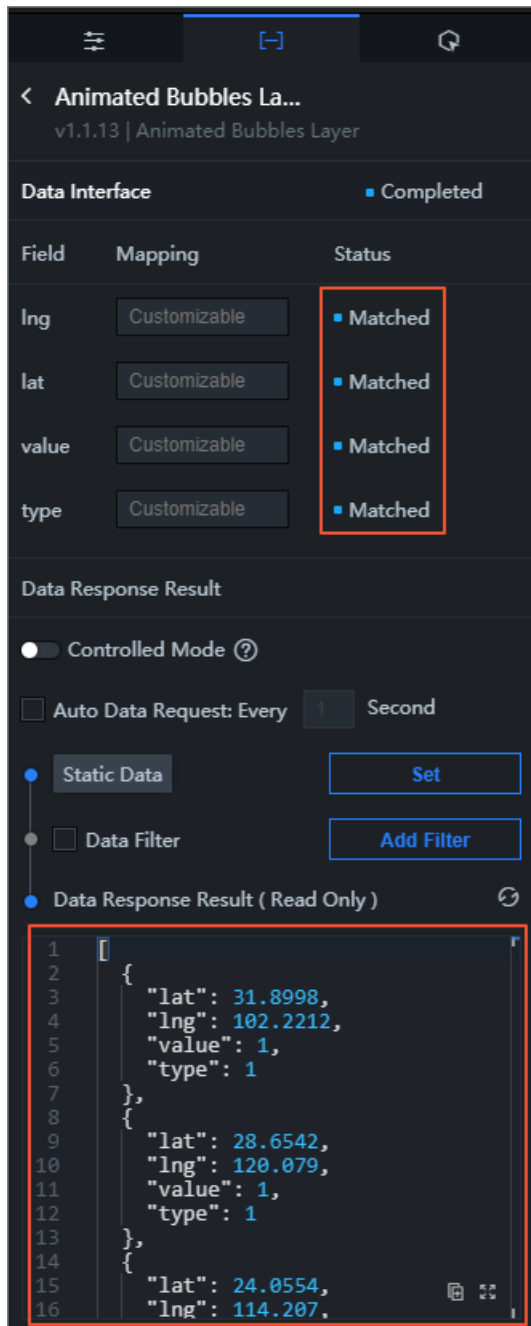 Animated Bubbles La...
v1.1.13 | Animated Bubbles Layer
Data Interface Completed
Field Mapping Status
lng Customizable Matched
lat Customizable Matched
value Customizable Matched
type Customizable Matched
Data Response Result
Controlled Mode
Auto Data Request: Every 1 Second
Static Data Set
Data Filter Add Filter
Data Response Result ( Read Only )
1 [
2 {
3 "lat": 31.8998,
4 "lng": 102.2212,
5 "value": 1,
6 "type": 1
7 },
8 {
9 "lat": 28.6542,
10 "lng": 120.079,
11 "value": 1,
12 "type": 1
13 },
14 {
15 "lat": 24.0554,
16 "lng": 114.207,